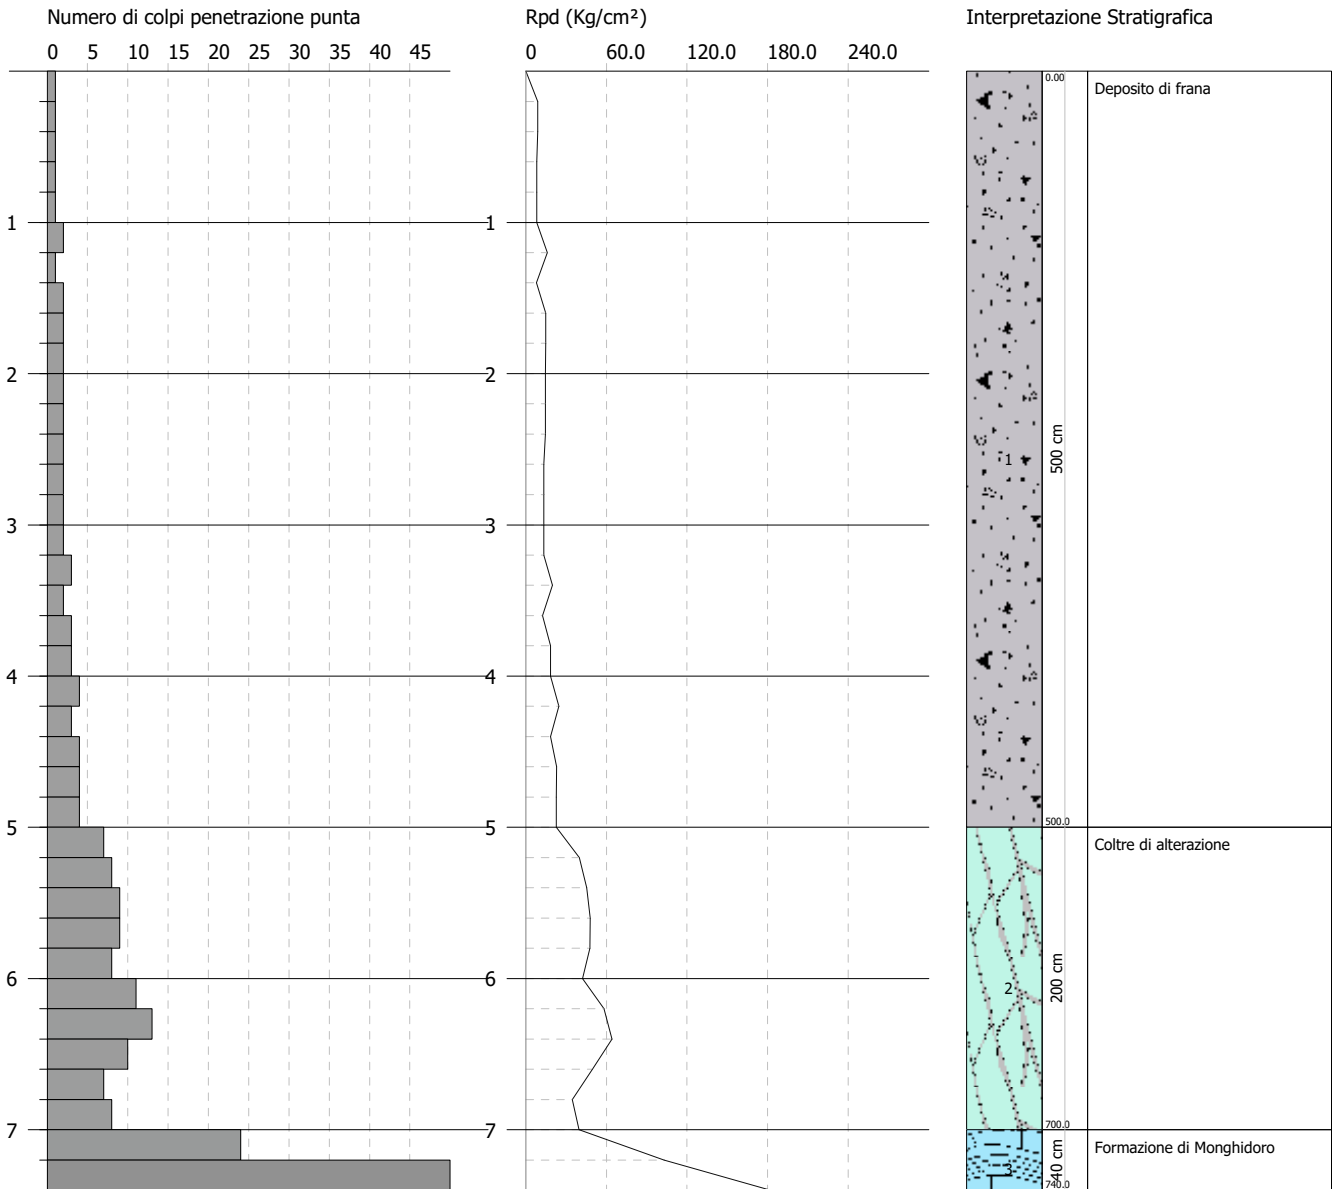 Numero di colpi penetrazione punta
Rpd (Kg/cm²)
Interpretazione Stratigrafica
0 5 10 15 20 25 30 35 40 45
0 60.0 120.0 180.0 240.0
0.00
Deposito di frana
1 1
2 2
500 cm
1
3 3
4 4
5 5
500.0
Coltre di alterazione
6 6
200 cm
2
7 7
700.0
Formazione di Monghidoro
40 cm
3
740.0